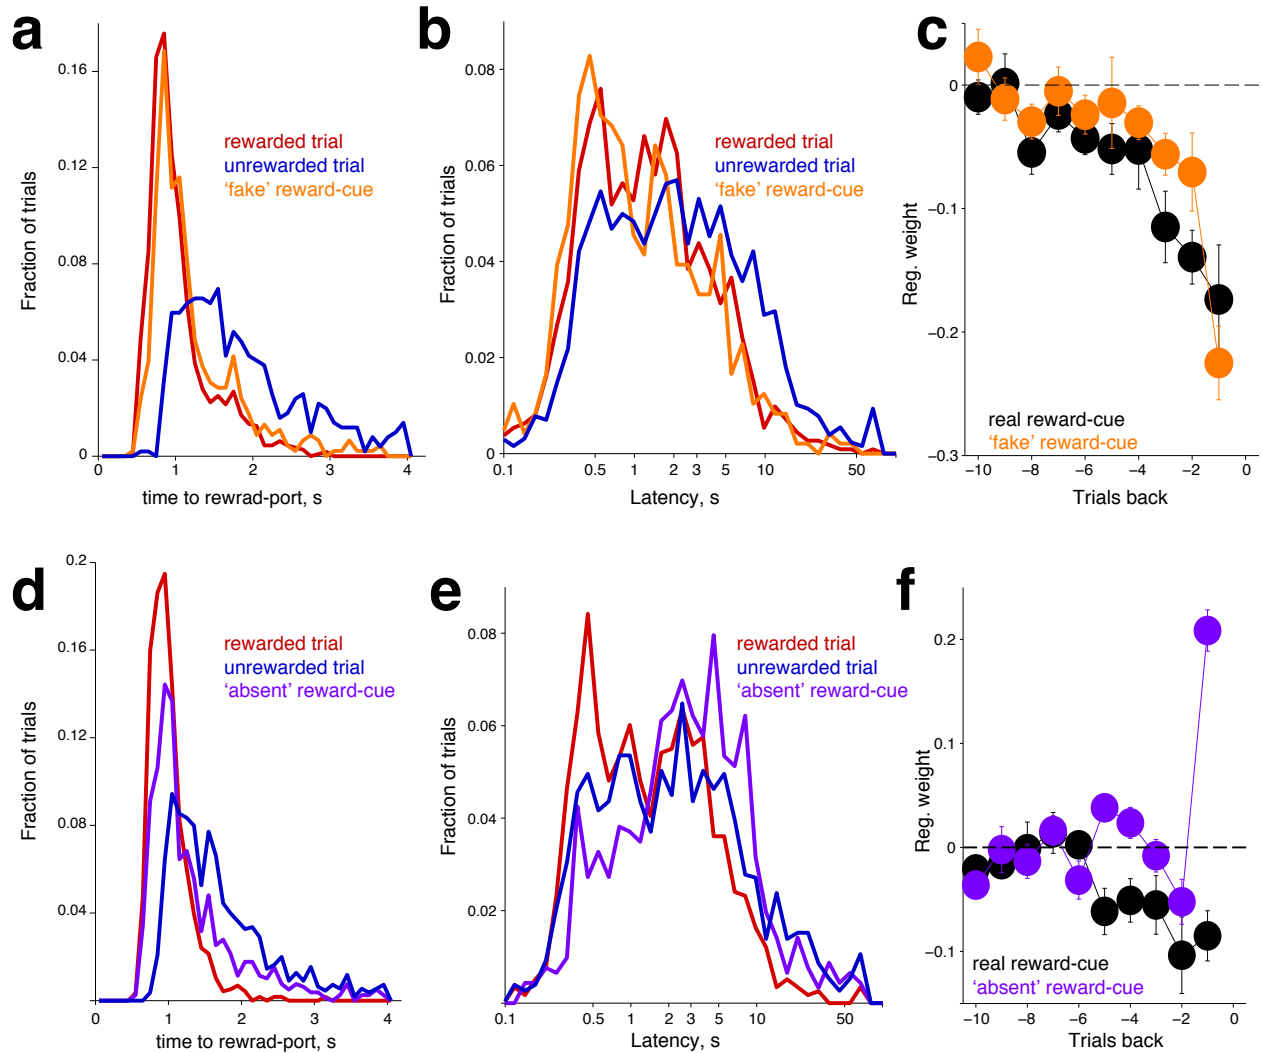 a
0.16
0.12
0.08
0.04
0
Fraction of trials
rewarded trial
unrewarded trial
‘fake’ reward-cue
0 1 2 3 4
time to rewrad-port, s
b
0.08
0.06
0.04
0.02
0
Fraction of trials
rewarded trial
unrewarded trial
‘fake’ reward-cue
0.1 0.5 1 2 3 5 10 50
Latency, s
c
0
−0.1
−0.2
−0.3
Reg. weight
real reward-cue
‘fake’ reward-cue
−10 −8 −6 −4 −2 0
Trials back
d
0.2
0.16
0.12
0.08
0.04
Fraction of trials
rewarded trial
unrewarded trial
‘absent’ reward-cue
0 1 2 3 4
time to rewrad-port, s
e
0.08
0.06
0.04
0.02
Fraction of trials
rewarded trial
unrewarded trial
‘absent’ reward-cue
0.1 0.5 1 2 3 5 10 50
Latency, s
f
0.2
0.1
0
−0.1
Reg. weight
real reward-cue
‘absent’ reward-cue
−10 −8 −6 −4 −2 0
Trials back